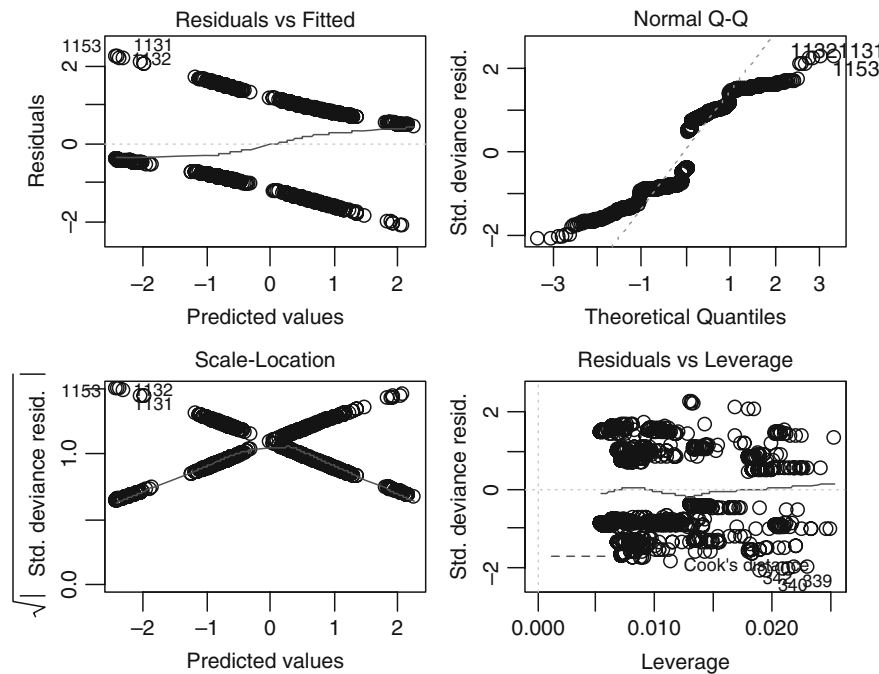 Residuals vs Fitted
Residuals
2
0
−2
1153
1131
1132
−2 −1 0 1 2
Predicted values
Normal Q-Q
Std. deviance resid.
2
0
−2
1132
1131
1153
−3 −1 0 1 2 3
Theoretical Quantiles
Scale-Location
√| Std. deviance resid. |
1.0
0.0
1153
1132
1131
−2 −1 0 1 2
Predicted values
Residuals vs Leverage
Std. deviance resid.
2
0
−2
Cook's distance
342
339
340
0.000 0.010 0.020
Leverage